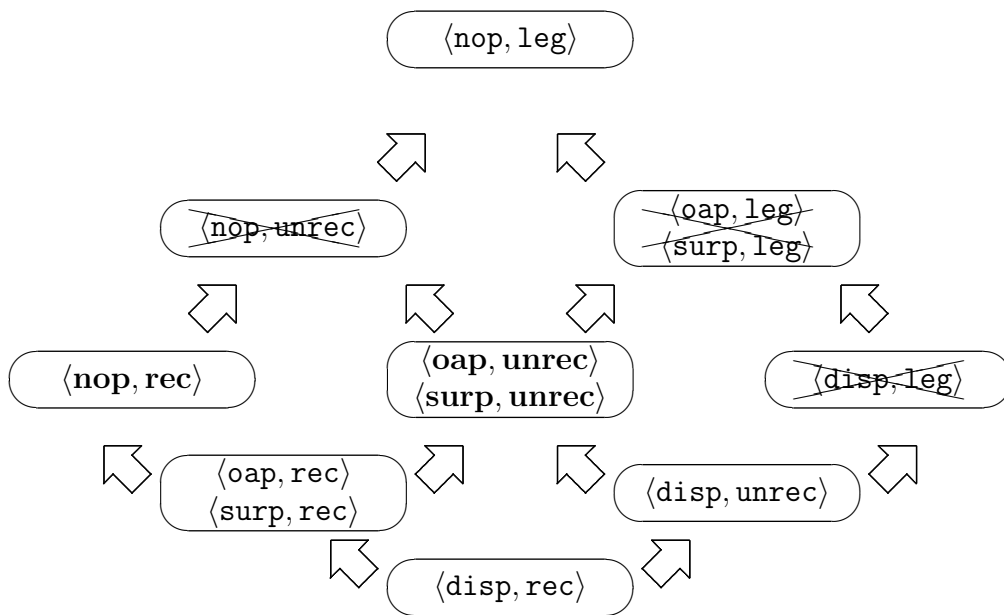 ⟨nop, leg⟩
⟨nop, unrec⟩
⟨oap, leg⟩
⟨surp, leg⟩
⟨nop, rec⟩
⟨oap, unrec⟩
⟨surp, unrec⟩
⟨disp, leg⟩
⟨oap, rec⟩
⟨surp, rec⟩
⟨disp, unrec⟩
⟨disp, rec⟩